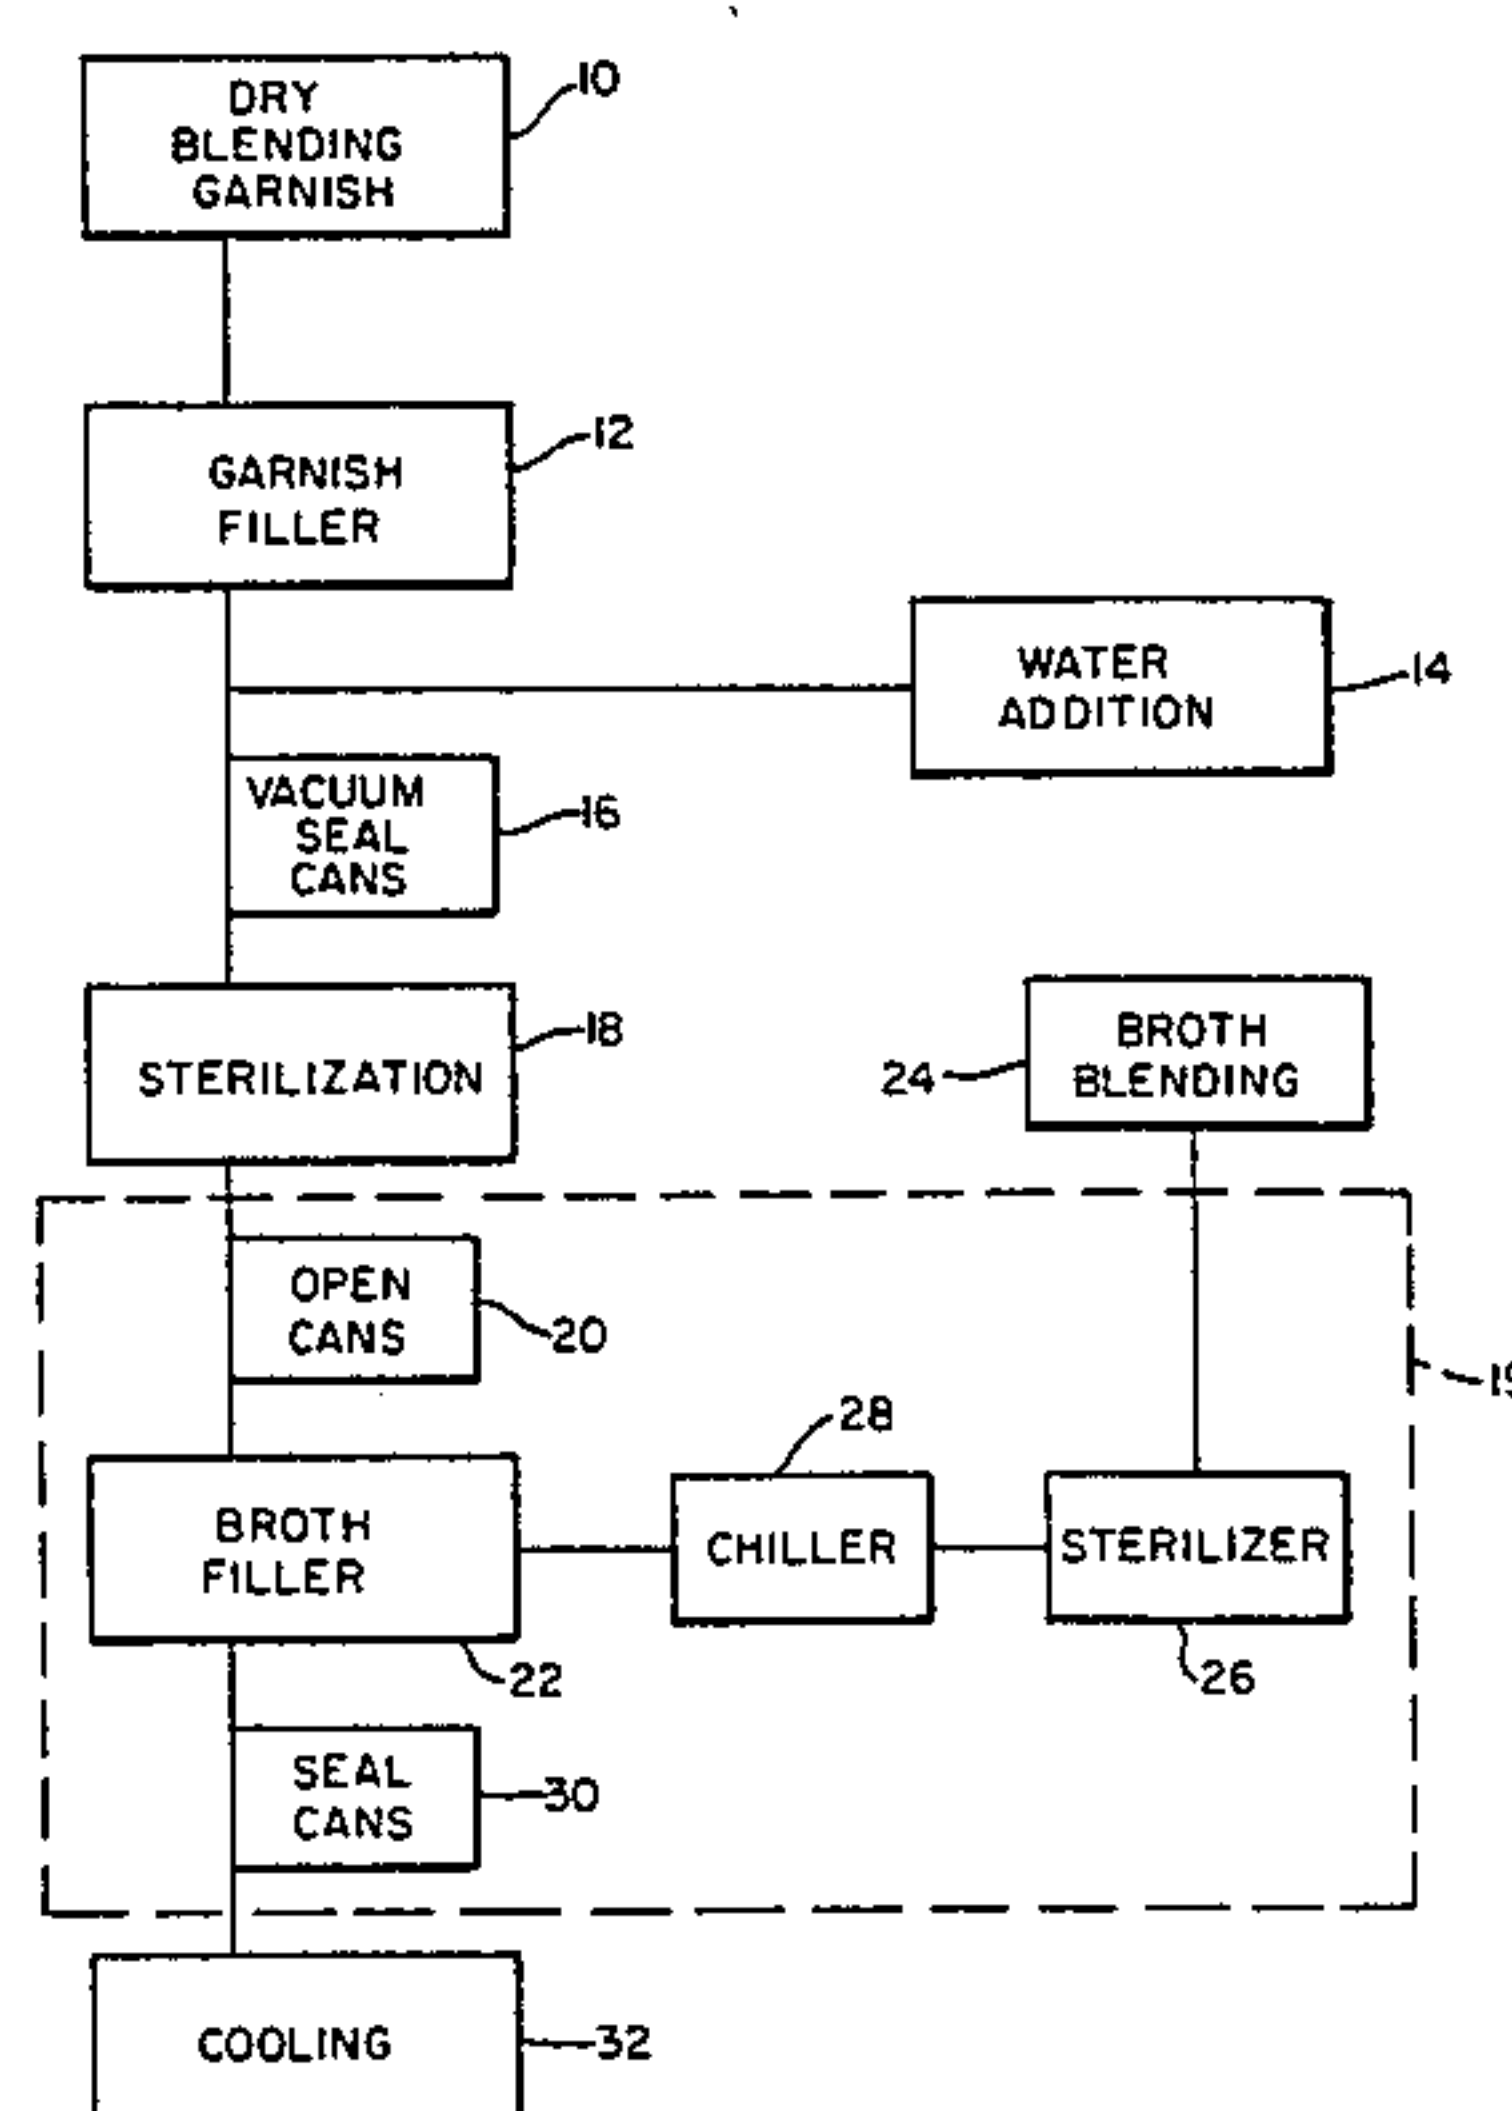 DRY
BLENDING
GARNISH
10
GARNISH
FILLER
12
WATER
ADDITION
14
VACUUM
SEAL
CANS
16
STERILIZATION
18
BROTH
BLENDING
24
OPEN
CANS
20
BROTH
FILLER
22
28
CHILLER
STERILIZER
26
SEAL
CANS
30
COOLING
32